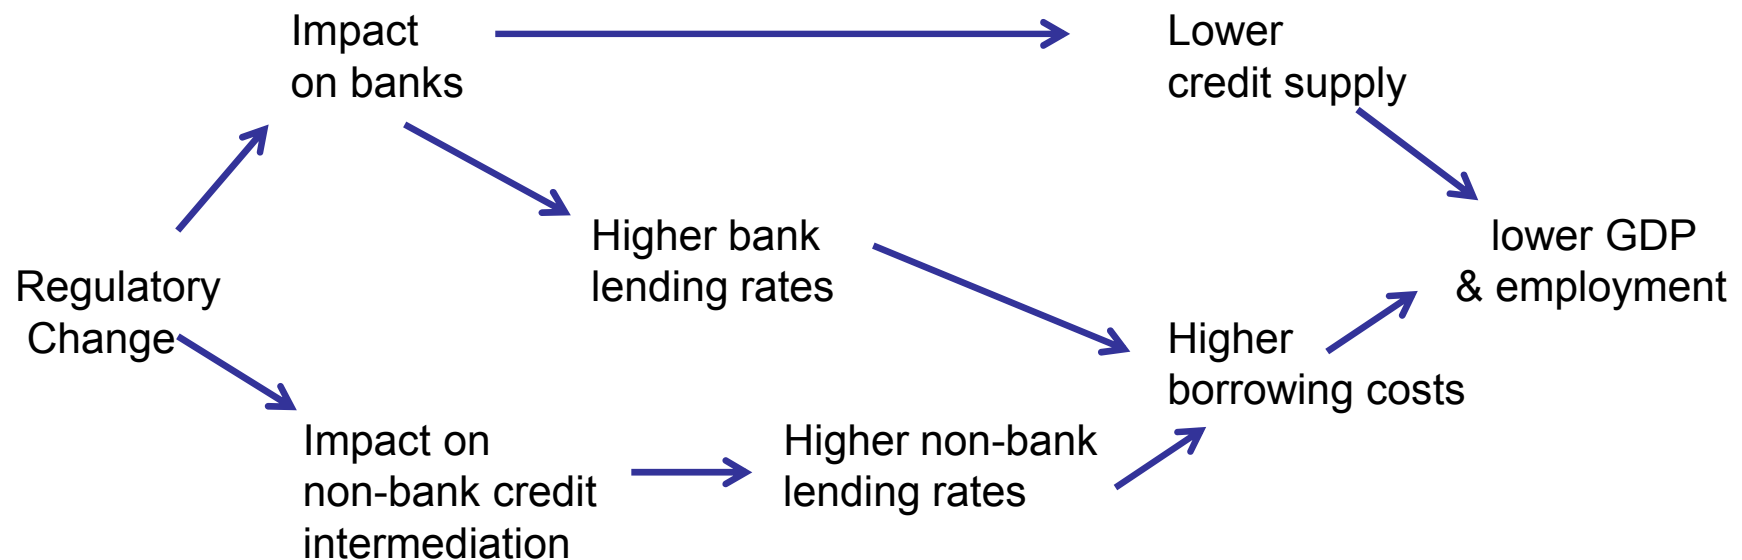 Impact
on banks
Lower
credit supply
Higher bank
lending rates
lower GDP
& employment
Regulatory
Change
Higher
borrowing costs
Impact on
non-bank credit
intermediation
Higher non-bank
lending rates